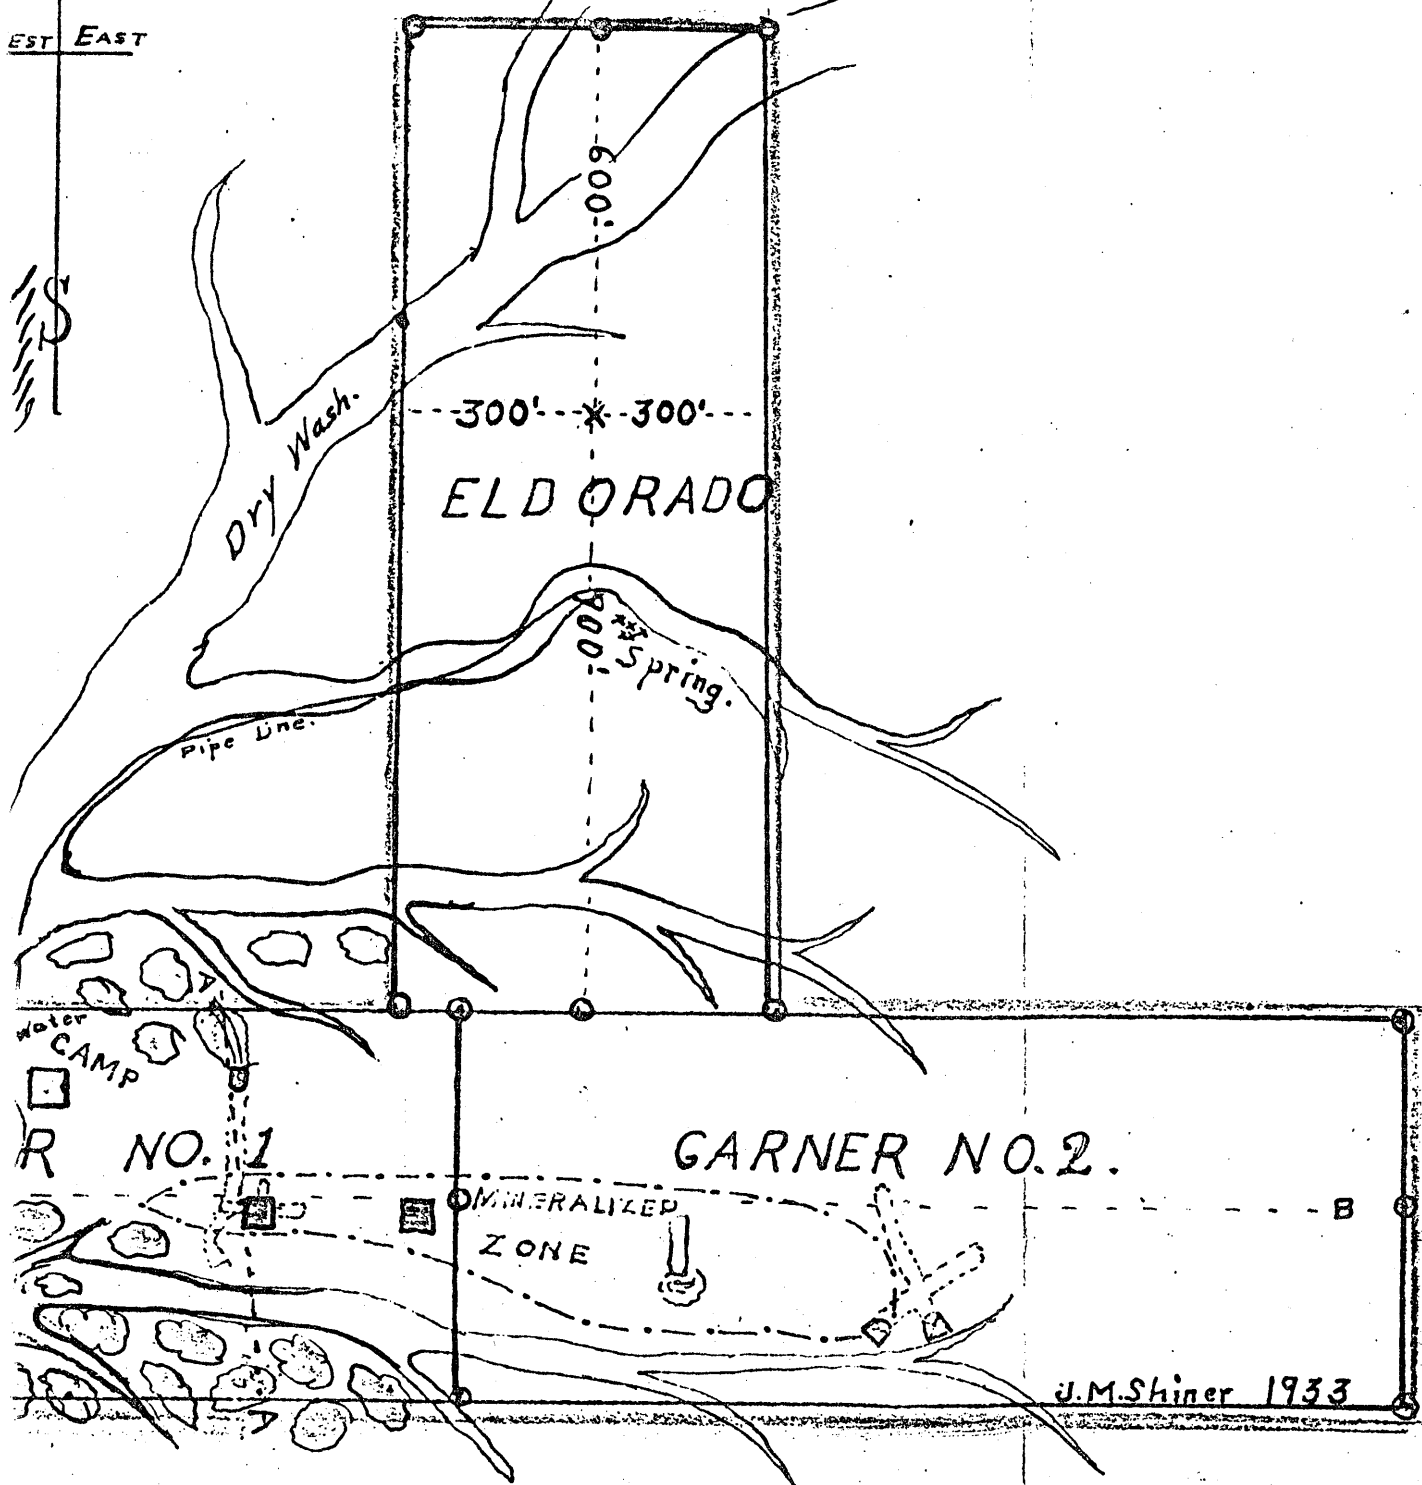 EST EAST
S
600'
300' 300'
Dry Wash.
ELDORADO
Spring.
Pipe Line.
A
Water
CAMP
R NO. 1
GARNER NO. 2.
MINERALIZED
ZONE
B
J.M.Shiner 1933
A